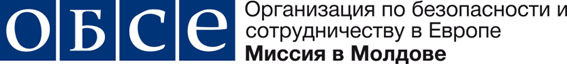 обсе
Организация по безопасности и
сотрудничеству в Европе
Миссия в Молдове